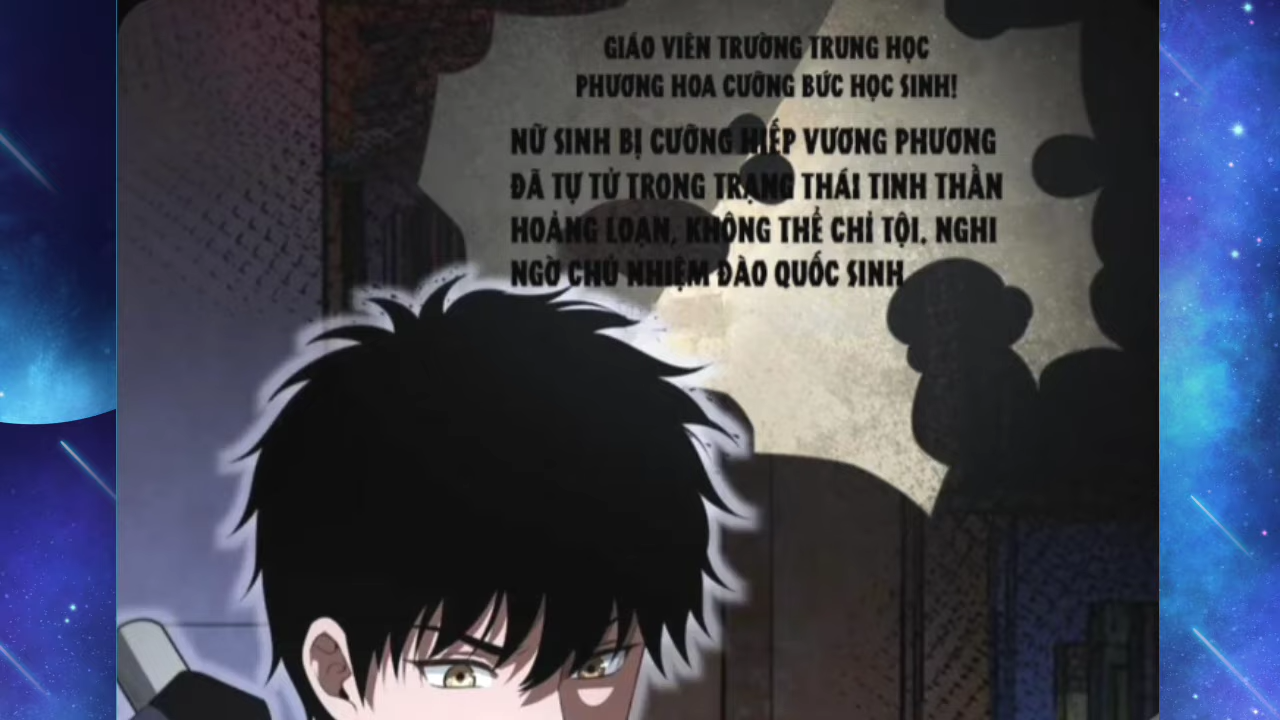 GIÁO VIÊN TRƯỜNG TRUNG HỌC
PHƯƠNG HOA CƯỠNG BỨC HỌC SINH!
NỮ SINH BỊ CƯỠNG HIẾP VƯƠNG PHƯƠNG
ĐÃ TỰ TỬ TRONG TRẠNG THÁI TINH THẦN
HOẢNG LOẠN, KHÔNG THỂ CHỈ TỘI. NGHI
NGỜ CHỦ NHIỆM ĐÀO QUỐC SINH